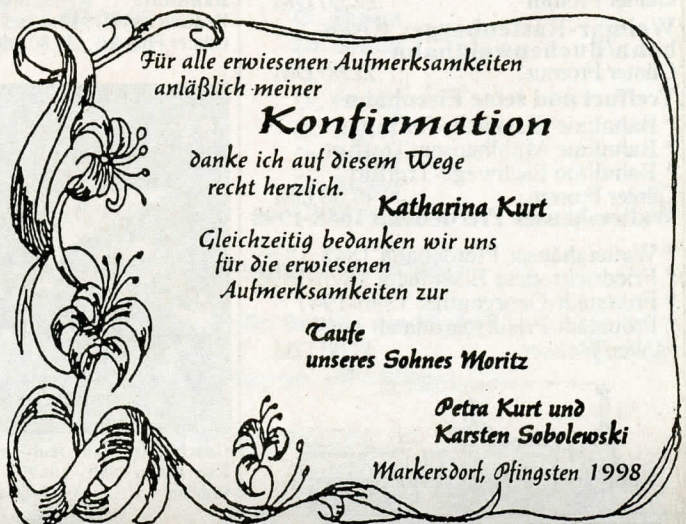 Für alle erwiesenen Aufmerksamkeiten
anläßlich meiner
Konfirmation
danke ich auf diesem Wege
recht herzlich.
Katharina Kurt
Gleichzeitig bedanken wir uns
für die erwiesenen
Aufmerksamkeiten zur
Taufe
unseres Sohnes Moritz
Petra Kurt und
Karsten Sobolewski
Markersdorf, Pfingsten 1998